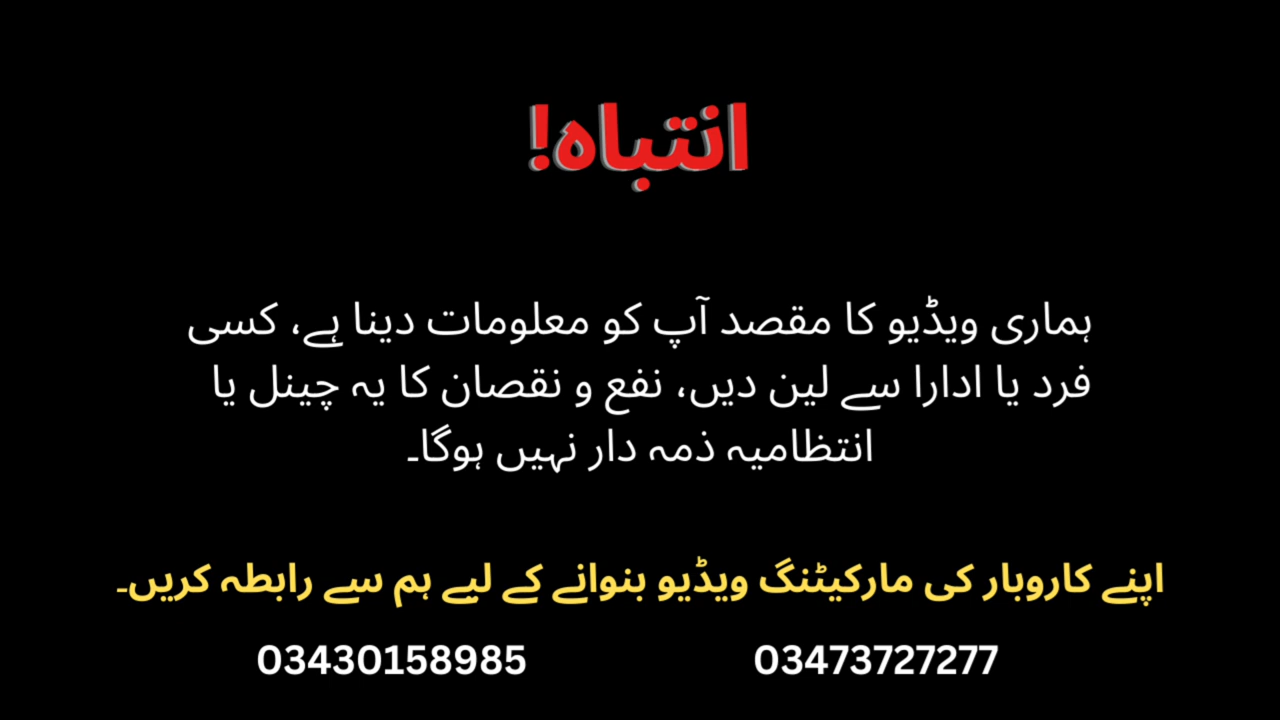 انتباہ!
ہماری ویڈیو کا مقصد آپ کو معلومات دینا ہے، کسی
فرد یا ادارا سے لین دیں، نفع و نقصان کا یہ چینل یا
انتظامیہ ذمہ دار نہیں ہوگا۔
اپنے کاروبار کی مارکیٹنگ ویڈیو بنوانے کے لیے ہم سے رابطہ کریں۔
03430158985 03473727277